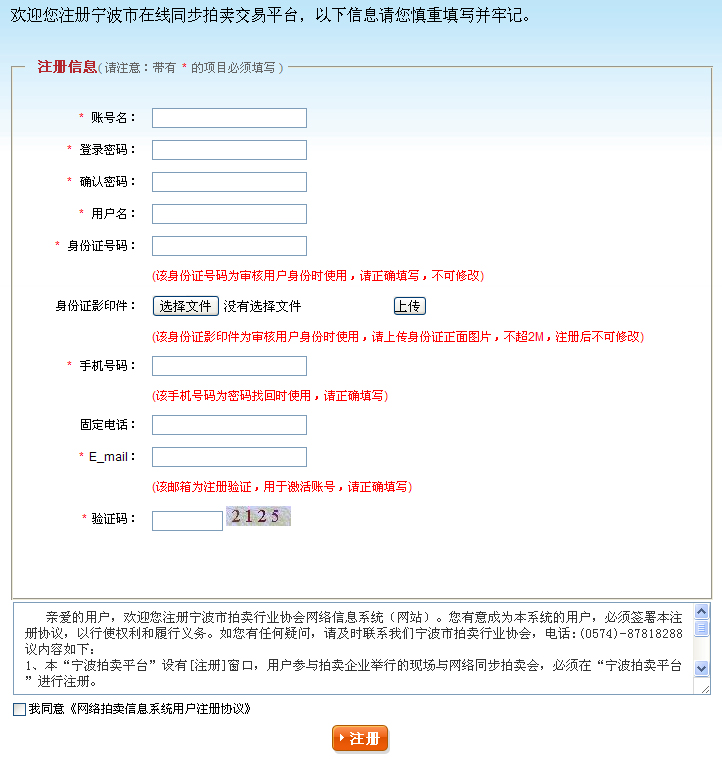 欢迎您注册宁波市在线同步拍卖交易平台，以下信息请您慎重填写并牢记。
注册信息(请注意：带有 * 的项目必须填写)
* 账号名：
* 登录密码：
* 确认密码：
* 用户名：
* 身份证号码：
(该身份证号码为审核用户身份时使用，请正确填写，不可修改)
身份证影印件： 选择文件 没有选择文件 上传
(该身份证影印件为审核用户身份时使用，请上传身份证正面图片，不超2M，注册后不可修改)
* 手机号码：
(该手机号码为密码找回时使用，请正确填写)
固定电话：
* E_mail：
(该邮箱为注册验证，用于激活账号，请正确填写)
* 验证码： 2125
亲爱的用户，欢迎您注册宁波市拍卖行业协会网络信息系统（网站）。您有意成为本系统的用户，必须签署本注
册协议，以行使权利和履行义务。如您有任何疑问，请及时联系我们宁波市拍卖行业协会，电话:(0574)-87818288
议内容如下:
1、本“宁波拍卖平台”设有[注册]窗口，用户参与拍卖企业举行的现场与网络同步拍卖会，必须在“宁波拍卖平台
”进行注册。
我同意《网络拍卖信息系统用户注册协议》
注册